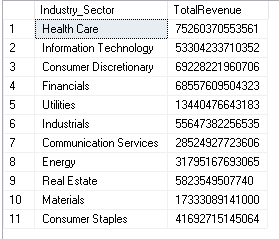 Industry_Sector TotalRevenue
1 Health Care 75260370553561
2 Information Technology 53304233710352
3 Consumer Discretionary 69228221960706
4 Financials 68557609504323
5 Utilities 13440476643183
6 Industrials 55647382256535
7 Communication Services 28524927723606
8 Energy 31795167693065
9 Real Estate 5823549507740
10 Materials 17333089141000
11 Consumer Staples 41692715145064